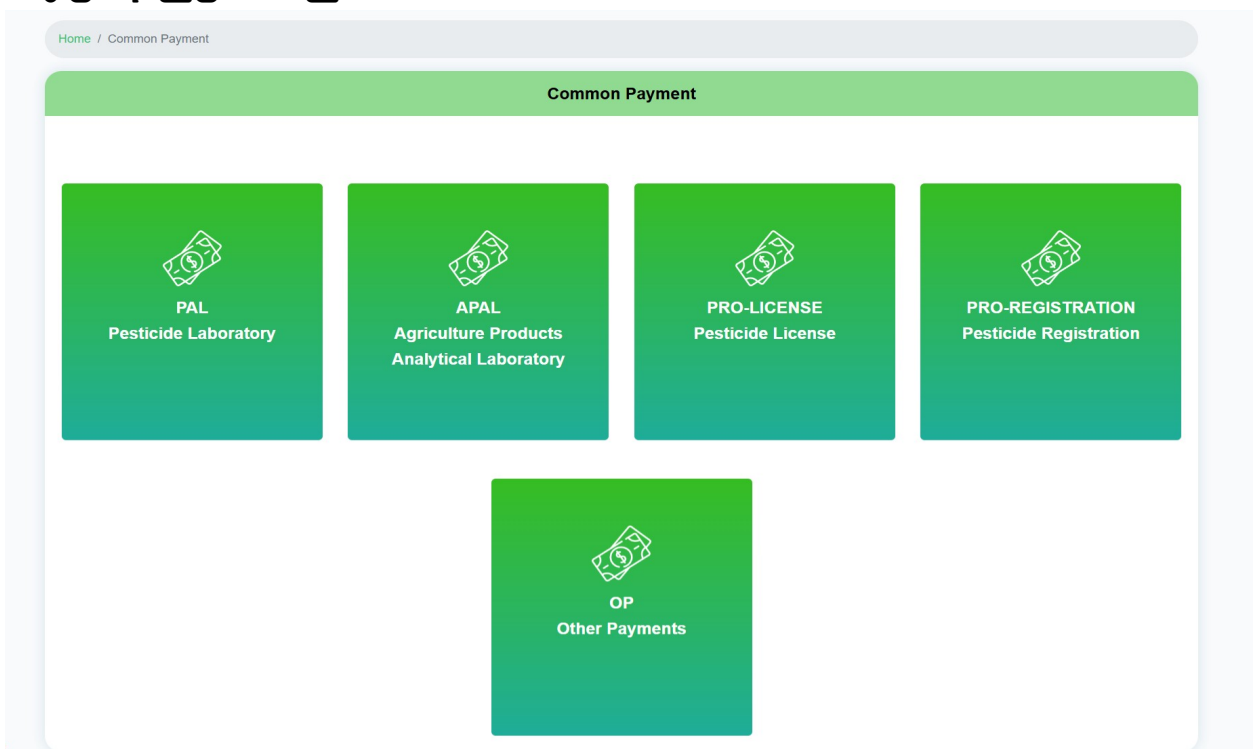 Home / Common Payment
Common Payment
PAL
Pesticide Laboratory
APAL
Agriculture Products
Analytical Laboratory
PRO-LICENSE
Pesticide License
PRO-REGISTRATION
Pesticide Registration
OP
Other Payments